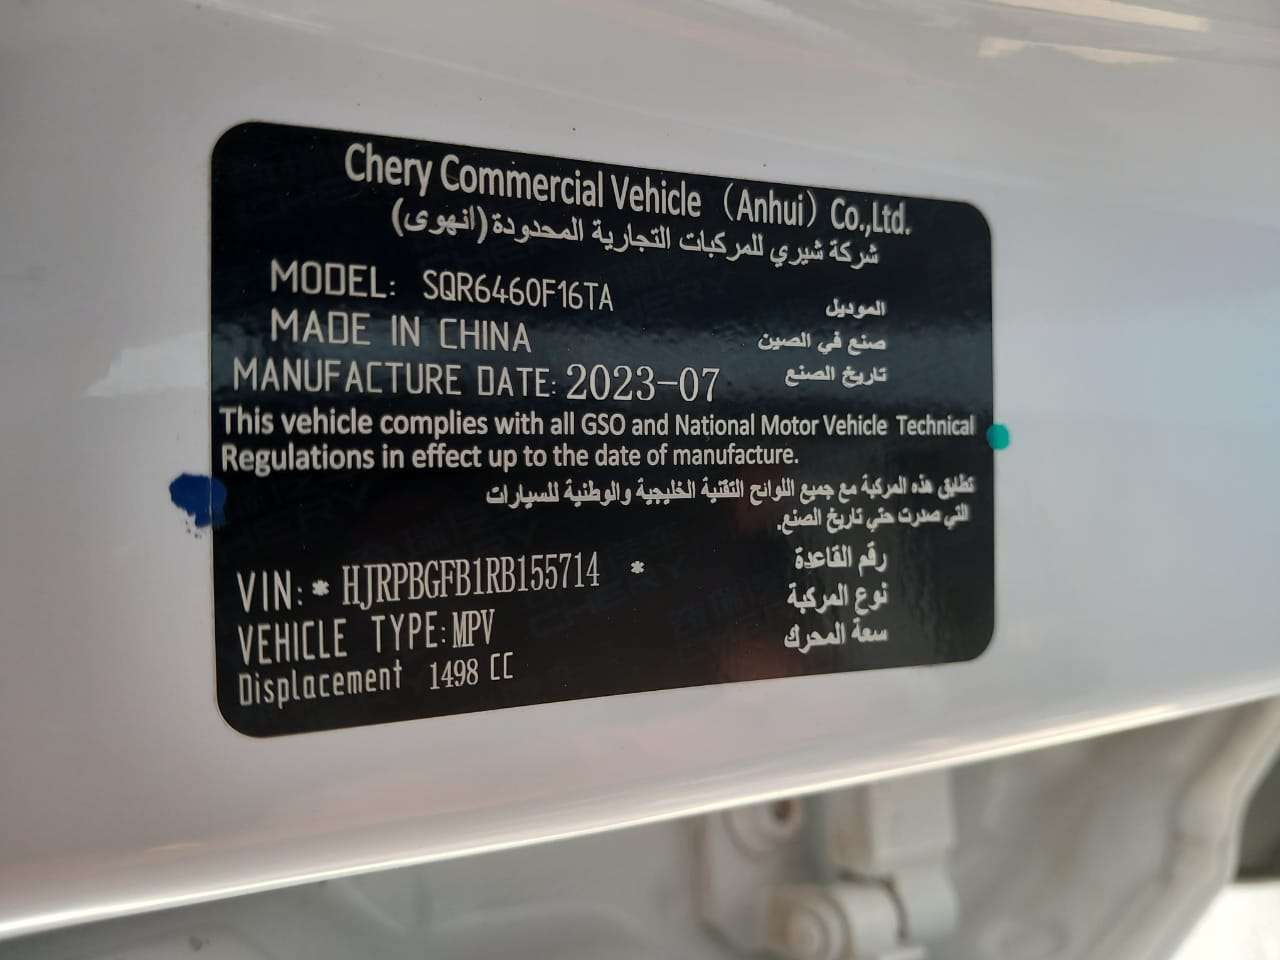 Chery Commercial Vehicle （Anhui）Co.,Ltd.
شركة شيري للمركبات التجارية المحدودة (انهوى)
MODEL: SQR6460F16TA الموديل
MADE IN CHINA صنع في الصين
MANUFACTURE DATE: 2023-07 تاريخ الصنع
This vehicle complies with all GSO and National Motor Vehicle Technical
Regulations in effect up to the date of manufacture.
تطابق هذه المركبة مع جميع اللوائح التقنية الخليجية والوطنية للسيارات
التي صدرت حتي تاريخ الصنع.
VIN: * HJRPBGFB1RB155714 * رقم القاعدة
VEHICLE TYPE: MPV نوع المركبة
Displacement 1498 CC سعة المحرك